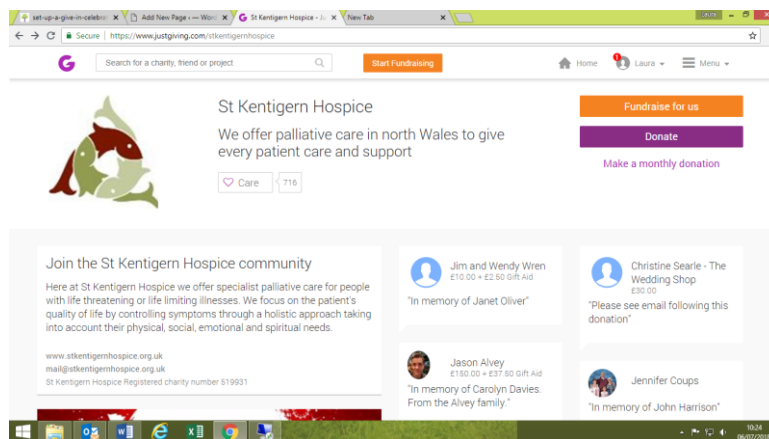 set-up-a-give-in-celebra
Add New Page ‹ — Word
St Kentigern Hospice - Ju
New Tab
Secure | https://www.justgiving.com/stkentigernhospice
G
Search for a charity, friend or project
Start Fundraising
Home
1
Laura
Menu
St Kentigern Hospice
We offer palliative care in north Wales to give
every patient care and support
Care
716
Fundraise for us
Donate
Make a monthly donation
Join the St Kentigern Hospice community
Here at St Kentigern Hospice we offer specialist palliative care for people
with life threatening or life limiting illnesses. We focus on the patient's
quality of life by controlling symptoms through a holistic approach taking
into account their physical, social, emotional and spiritual needs.
www.stkentigernhospice.org.uk
mail@stkentigernhospice.org.uk
St Kentigern Hospice Registered charity number 519931
Jim and Wendy Wren
£10.00 + £2.50 Gift Aid
"In memory of Janet Oliver"
Jason Alvey
£150.00 + £37.50 Gift Aid
"In memory of Carolyn Davies.
From the Alvey family."
Christine Searle - The
Wedding Shop
£30.00
"Please see email following this
donation"
Jennifer Coups
"In memory of John Harrison"
10:24